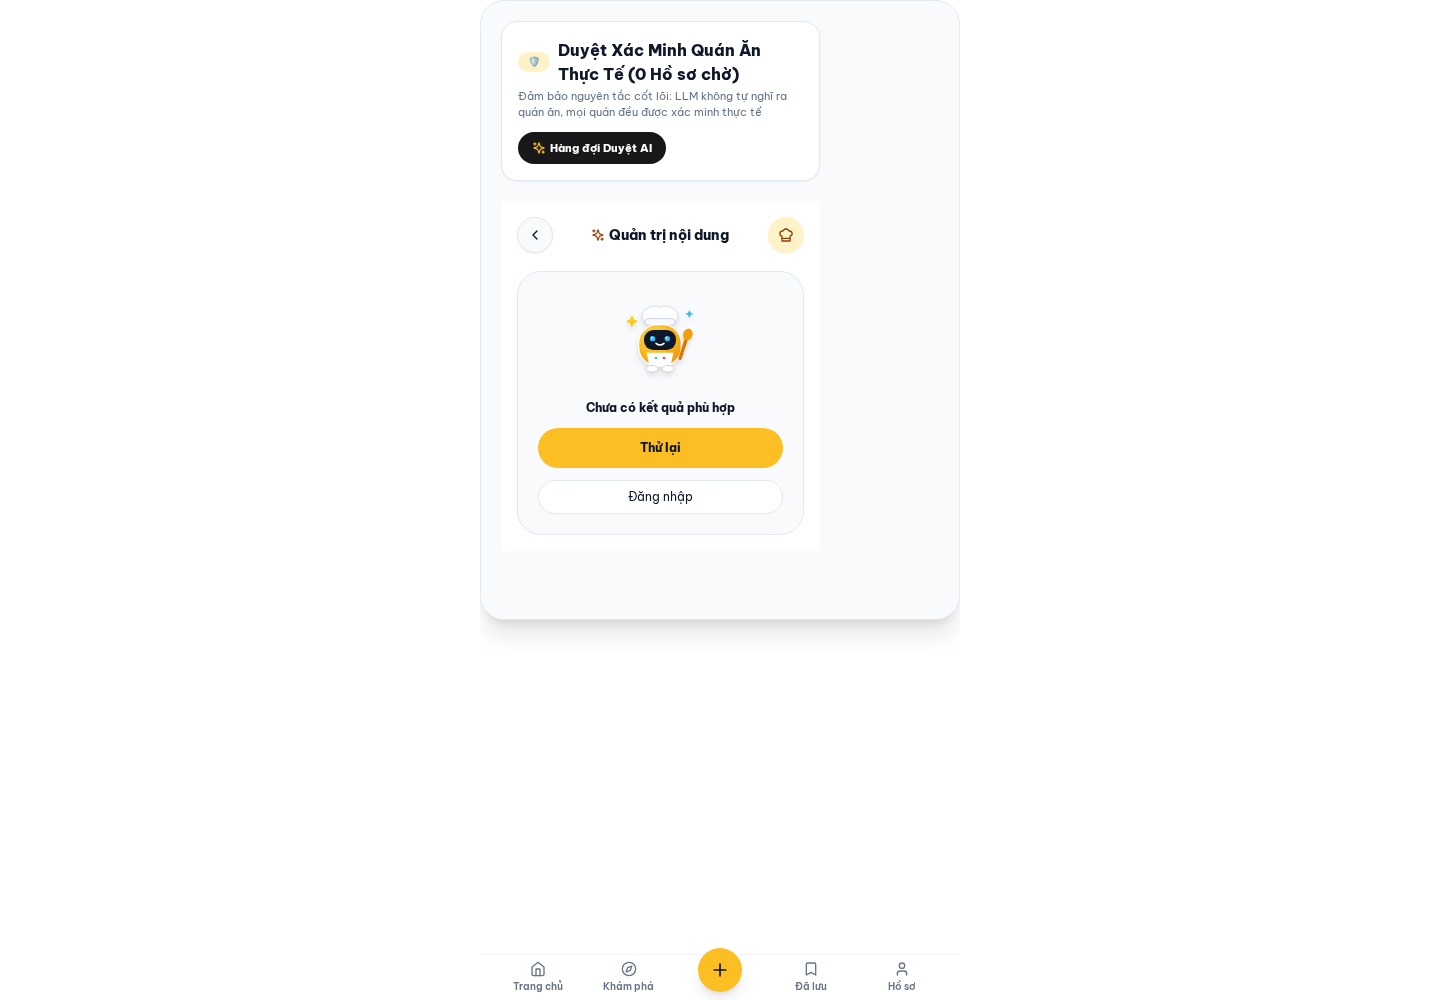 Duyệt Xác Minh Quán Ăn
Thực Tế (0 Hồ sơ chờ)
Đảm bảo nguyên tắc cốt lõi: LLM không tự nghĩ ra
quán ăn, mọi quán đều được xác minh thực tế
Hàng đợi Duyệt AI
Quản trị nội dung
Chưa có kết quả phù hợp
Thử lại
Đăng nhập
Trang chủ
Khám phá
Đã lưu
Hồ sơ